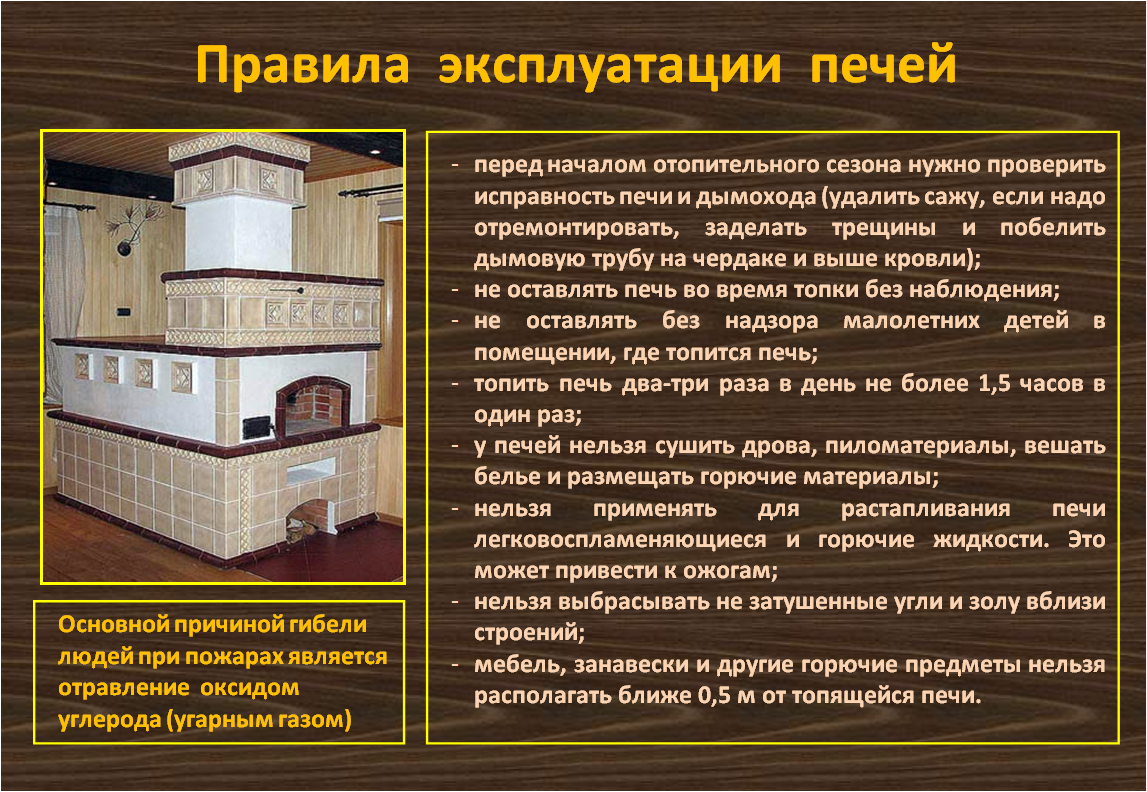 Правила эксплуатации печей
- перед началом отопительного сезона нужно проверить
исправность печи и дымохода (удалить сажу, если надо
отремонтировать, заделать трещины и побелить
дымовую трубу на чердаке и выше кровли);
- не оставлять печь во время топки без наблюдения;
- не оставлять без надзора малолетних детей в
помещении, где топится печь;
- топить печь два-три раза в день не более 1,5 часов в
один раз;
- у печей нельзя сушить дрова, пиломатериалы, вешать
белье и размещать горючие материалы;
- нельзя применять для растапливания печи
легковоспламеняющиеся и горючие жидкости. Это
может привести к ожогам;
- нельзя выбрасывать не затушенные угли и золу вблизи
строений;
- мебель, занавески и другие горючие предметы нельзя
располагать ближе 0,5 м от топящейся печи.
Основной причиной гибели
людей при пожарах является
отравление оксидом
углерода (угарным газом)